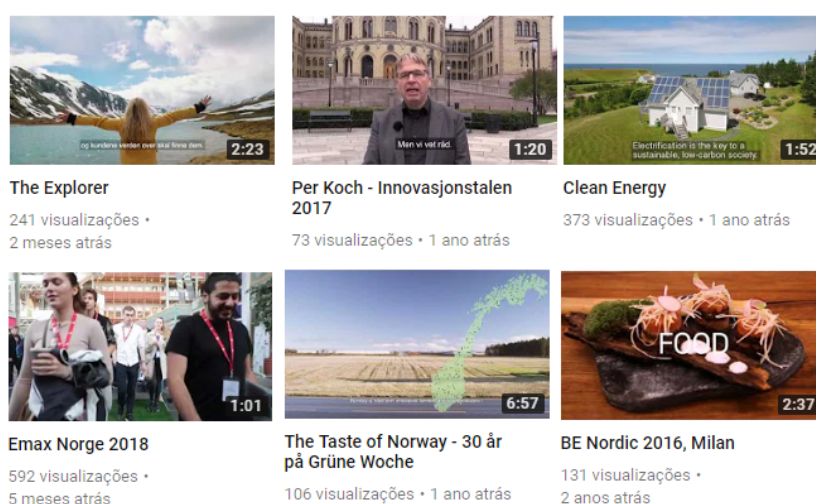 og kundene verden over skal finne dem.
2:23
Men vi vet råd.
1:20
Electrification is the key to a
sustainable, low-carbon society.
1:52
The Explorer
241 visualizações •
2 meses atrás
Per Koch - Innovasjonstalen
2017
73 visualizações • 1 ano atrás
Clean Energy
373 visualizações • 1 ano atrás
1:01
6:57
FOOD
2:37
Emax Norge 2018
592 visualizações •
5 meses atrás
The Taste of Norway - 30 år
på Grüne Woche
106 visualizações • 1 ano atrás
BE Nordic 2016, Milan
131 visualizações •
2 anos atrás